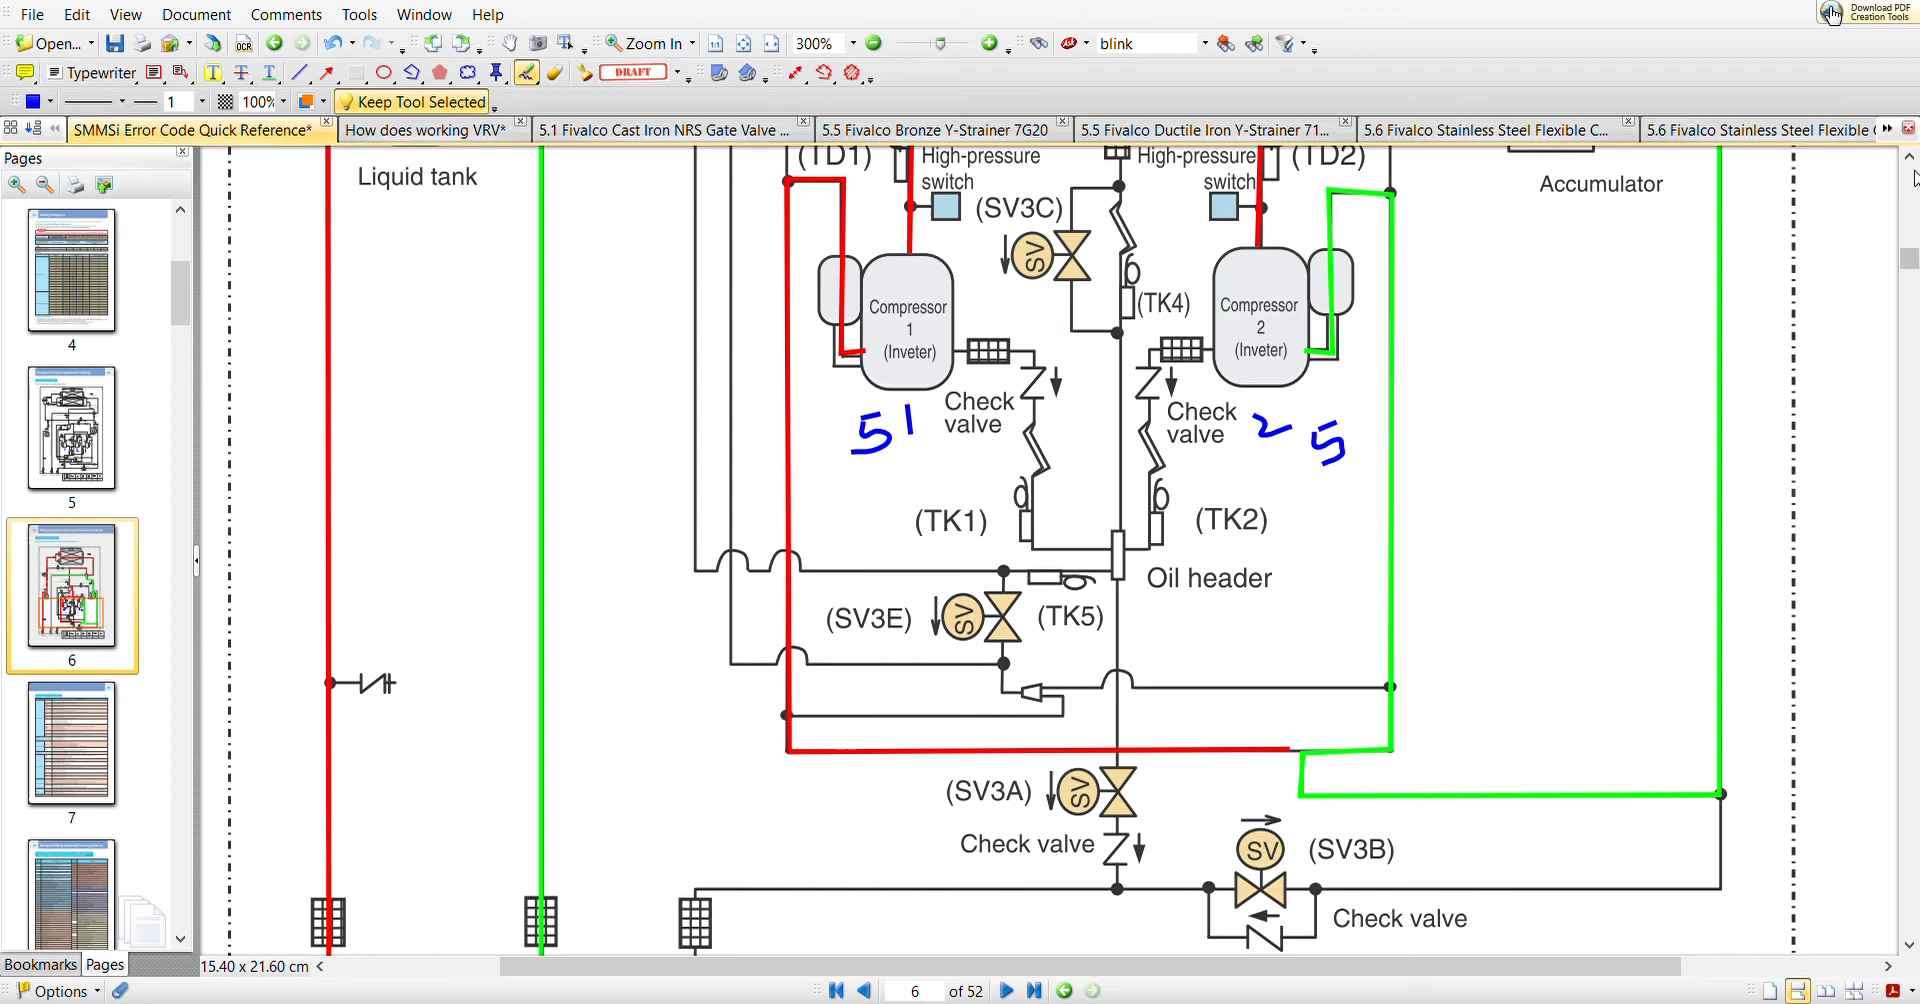 File Edit View Document Comments Tools Window Help
Download PDF
Creation Tools
Open... OCR Zoom In 300% blink
Typewriter DRAFT
1 100% Keep Tool Selected
SMMSi Error Code Quick Reference* How does working VRV* 5.1 Fivalco Cast Iron NRS Gate Valve ... 5.5 Fivalco Bronze Y-Strainer 7G20 5.5 Fivalco Ductile Iron Y-Strainer 71... 5.6 Fivalco Stainless Steel Flexible C... 5.6 Fivalco Stainless Steel Flexible
Pages
4
5
6
7
Liquid tank
(TD1)
High-pressure
switch
High-pressure
switch
(TD2)
Accumulator
(SV3C)
SV
(TK4)
Compressor
1
(Inveter)
Compressor
2
(Inveter)
Check
valve
Check
valve
5 1
2 5
(TK1)
(TK2)
Oil header
(SV3E)
SV
(TK5)
(SV3A)
SV
Check valve
SV
(SV3B)
Check valve
Bookmarks Pages
15.40 x 21.60 cm
Options
6 of 52